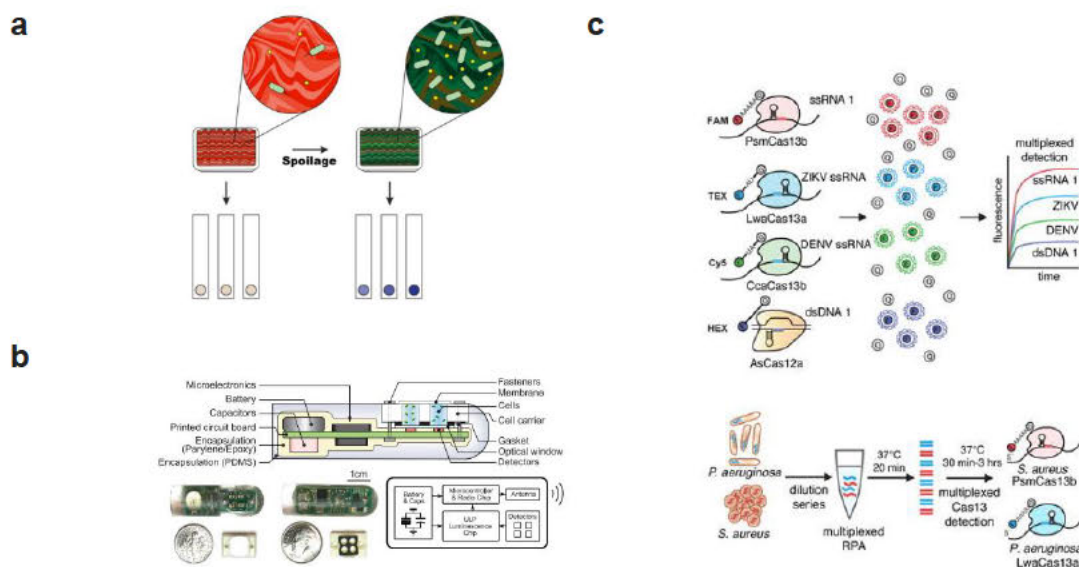 a
Spoilage
b
Microelectronics
Battery
Capacitors
Printed circuit board
Encapsulation
(Parylene/Epoxy)
Encapsulation (PDMS)
Fasteners
Membrane
Cells
Cell carrier
Gasket
Optical window
Detectors
1cm
Battery
& Caps
Microcontroller
& Radio Chip
Antenna
ULP
Luminescence
Chip
Detectors
c
FAM
ssRNA 1
PsmCas13b
TEX
ZIKV ssRNA
LwaCas13a
Cy5
DENV ssRNA
CcaCas13b
HEX
dsDNA 1
AsCas12a
multiplexed
detection
ssRNA 1
ZIKV
DENV
dsDNA 1
fluorescence
time
P. aeruginosa
S. aureus
dilution
series
multiplexed
RPA
37°C
20 min
37°C
30 min-3 hrs
multiplexed
Cas13
detection
S. aureus
PsmCas13b
P. aeruginosa
LwaCas13a